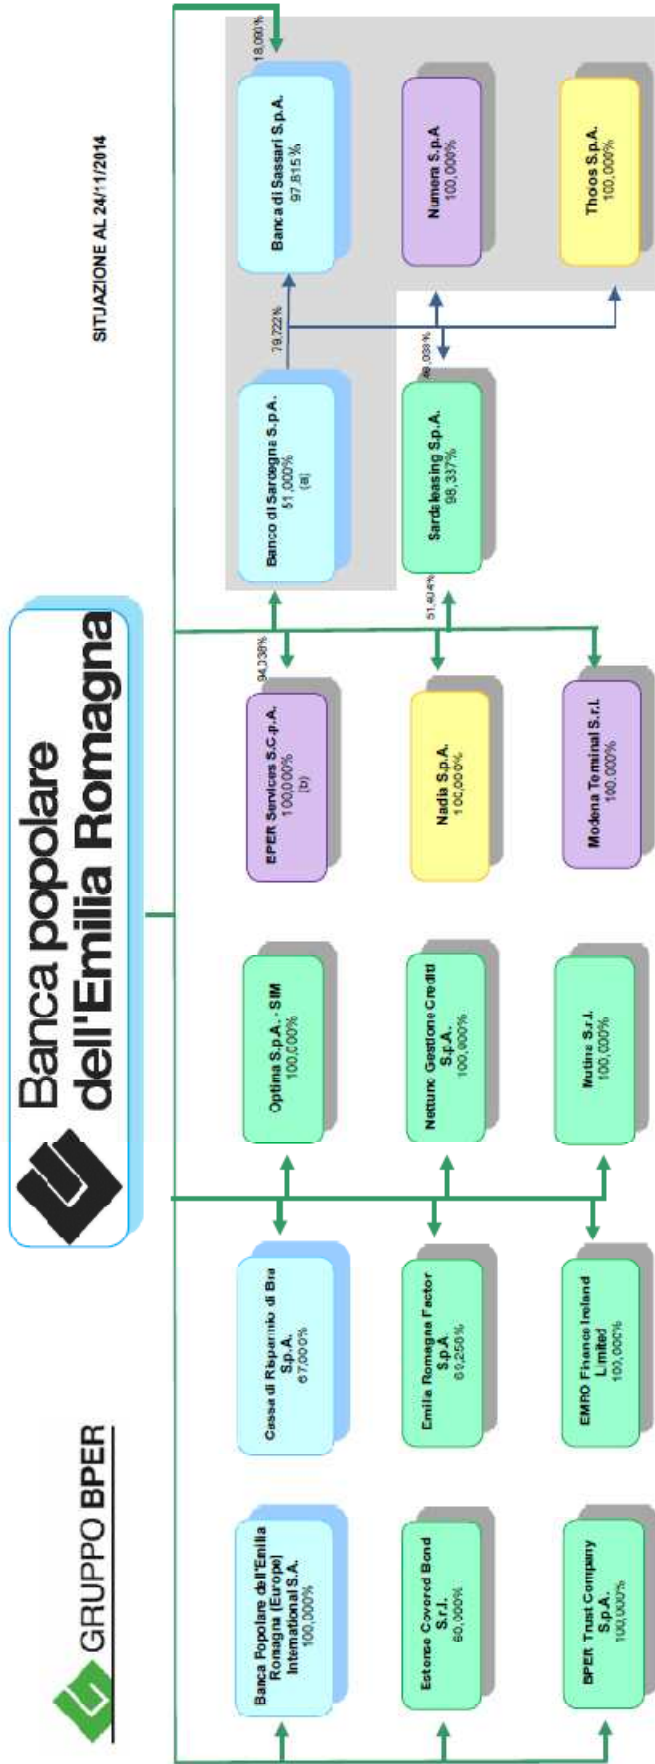 GRUPPO BPER
Banca popolare
dell'Emilia Romagna
SITUAZIONE AL 24/11/2014
Banca Popolare dell'Emilia
Romagna (Europe)
International S.A.
100,000%
Cassa di Risparmio di Bra
S.p.A.
67,000%
Optima S.p.A. - SIM
100,000%
94,038%
BPER Services S.C.p.A.
100,000%
(b)
Banco di Sardegna S.p.A.
51,000%
(a)
79,722%
18,093%
Banca di Sassari S.p.A.
97,815%
Estense Covered Bond
S.r.l.
60,000%
Emilia Romagna Factor
S.p.A.
Nettuno Gestione Crediti
S.p.A.
100,000%
Nadia S.p.A.
100,000%
51,404%
Sardaleasing S.p.A.
98,337%
Numera S.p.A
100,000%
BPER Trust Company
S.p.A.
100,000%
EMRO Finance Ireland
Limited
100,000%
Mutina S.r.l.
100,000%
Modena Terminal S.r.l.
100,000%
Tholos S.p.A.
100,000%